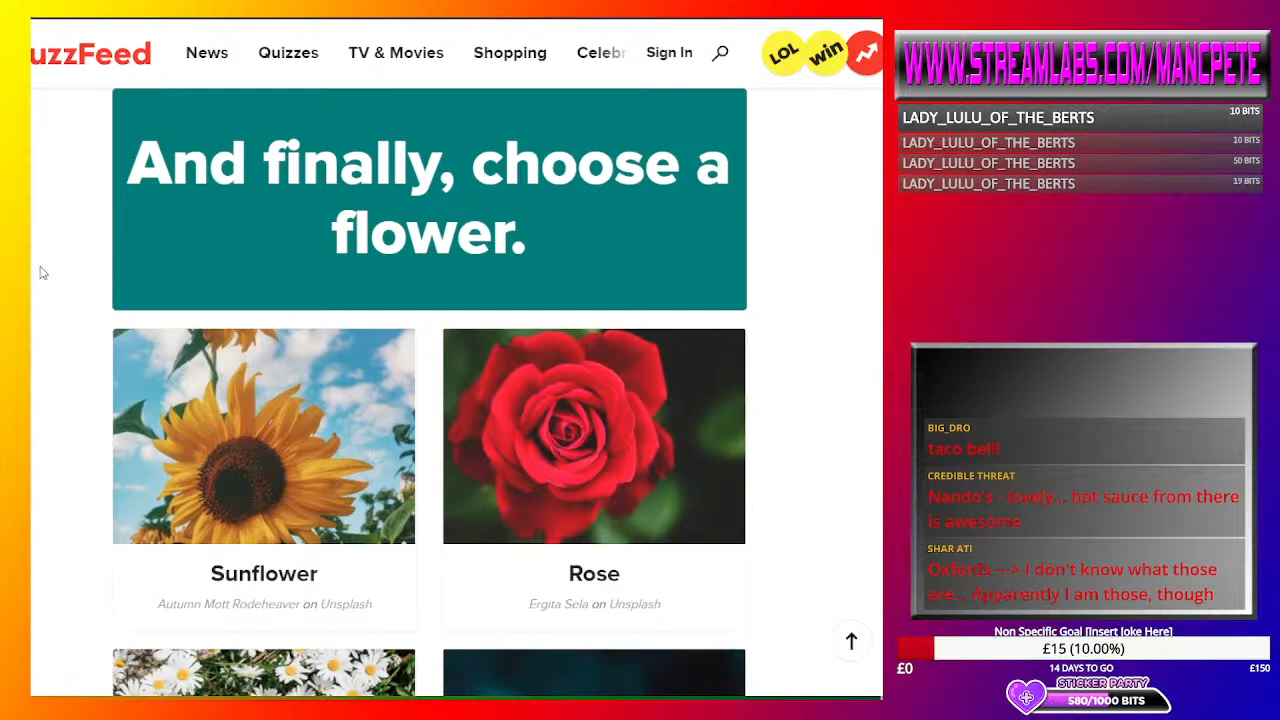 uzzFeed
News
Quizzes
TV & Movies
Shopping
Celebr
Sign In
LOL
win
And finally, choose a
flower.
Sunflower
Autumn Mott Rodeheaver on Unsplash
Rose
Ergita Sela on Unsplash
WWW.STREAMLABS.COM/MANCPETE
LADY_LULU_OF_THE_BERTS 10 BITS
LADY_LULU_OF_THE_BERTS 10 BITS
LADY_LULU_OF_THE_BERTS 50 BITS
LADY_LULU_OF_THE_BERTS 19 BITS
BIG_DRO
taco bell!
CREDIBLE THREAT
Nando's - lovely... hot sauce from there
is awesome
SHAR ATI
Oxfords ---> I don't know what those
are... Apparently I am those, though
Non Specific Goal [Insert Joke Here]
£15 (10.00%)
£0 14 DAYS TO GO £150
STICKER PARTY
580/1000 BITS